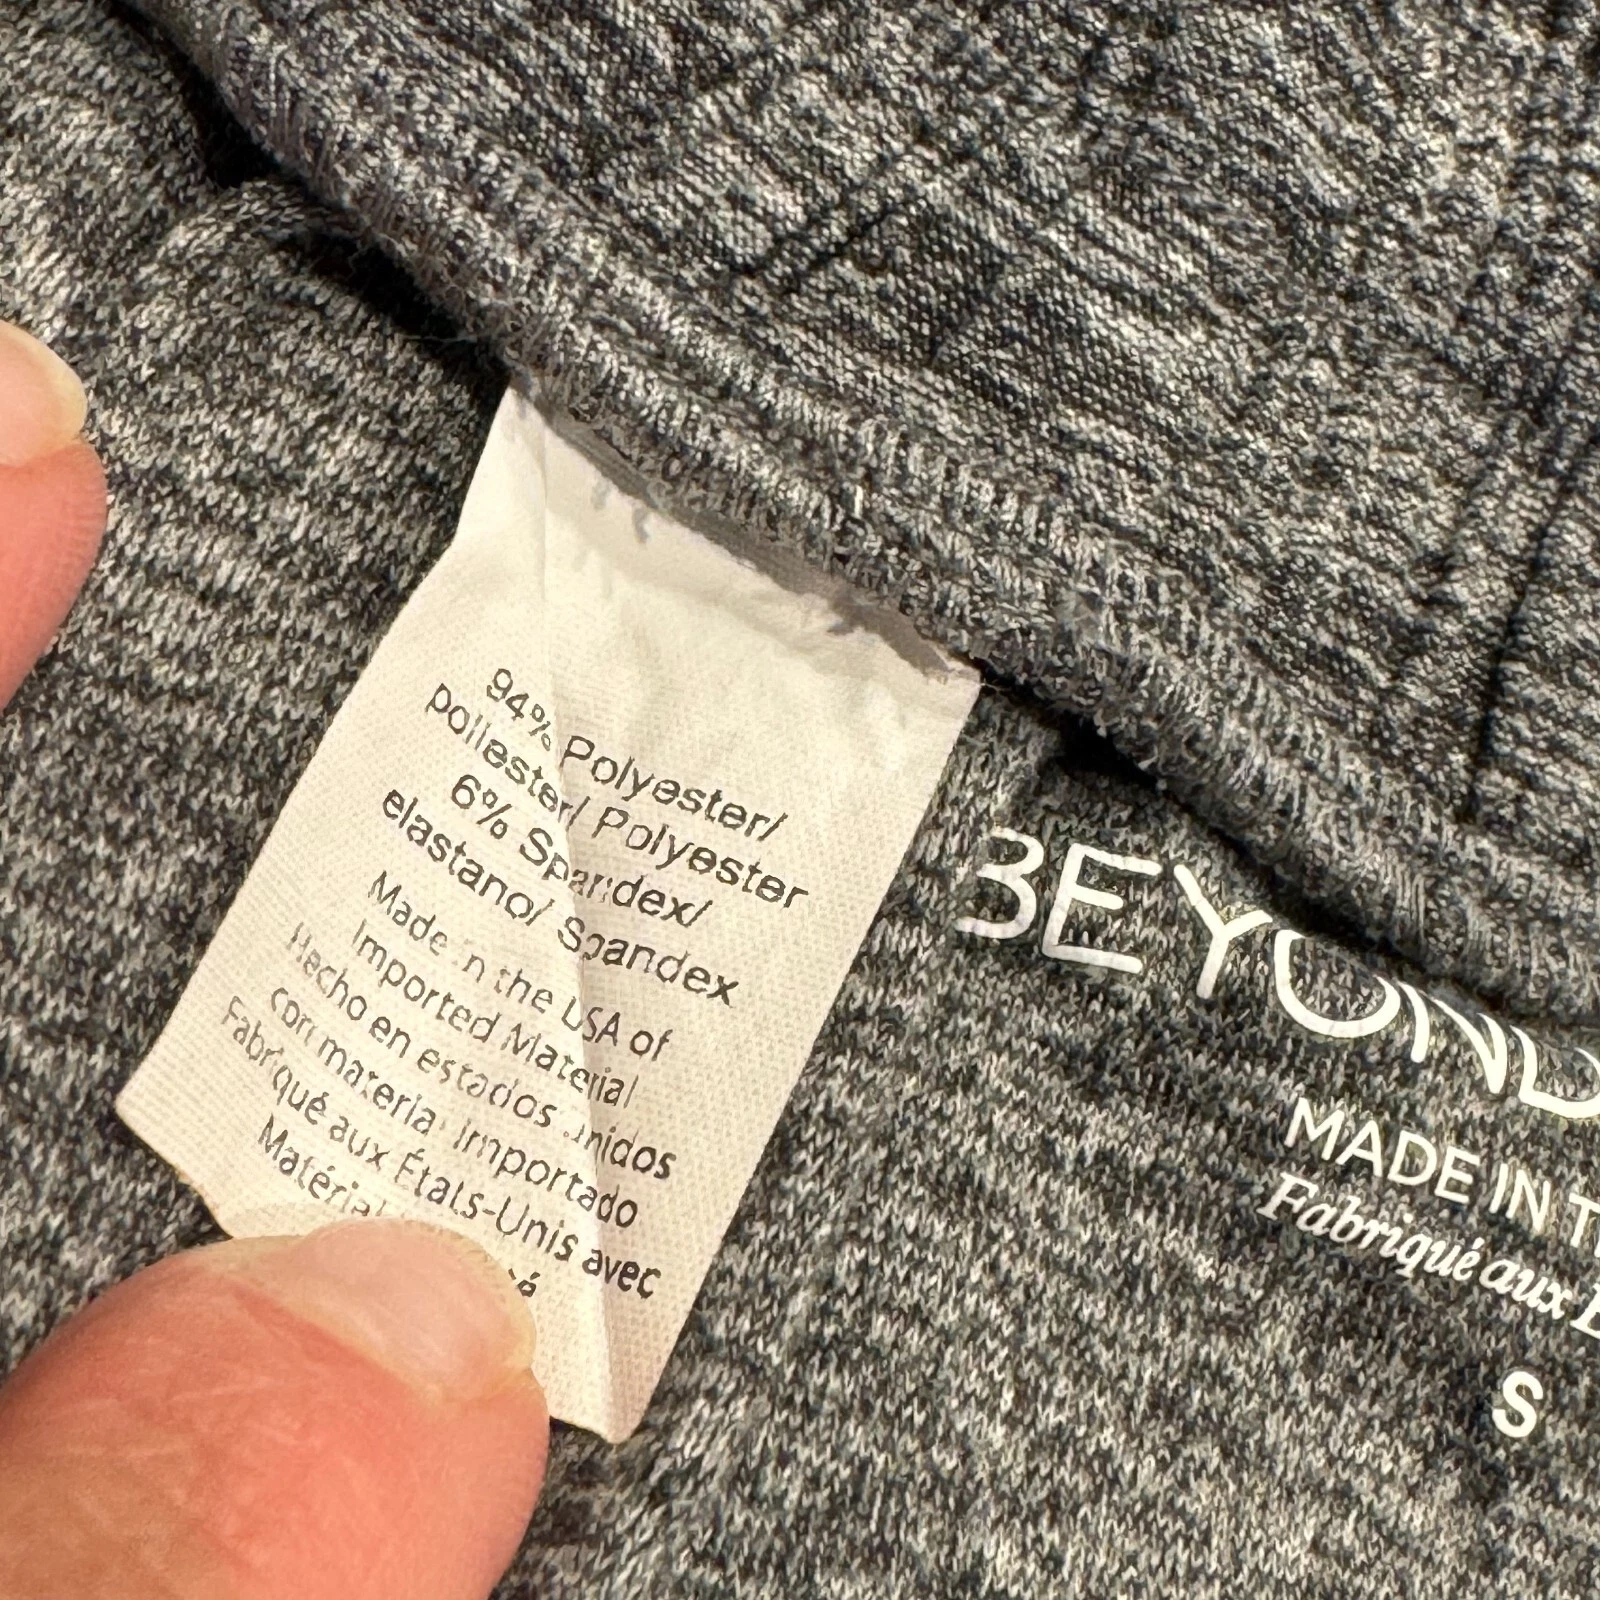 94% Polyester/
poliester/ Polyester
6% Spandex/
elastano/ Spandex
Made in the USA of
Imported Material
Hecho en estados unidos
con material importado
Fabriqué aux États-Unis avec
Matériel
BEYOND
MADE IN
Fabriqué aux
S